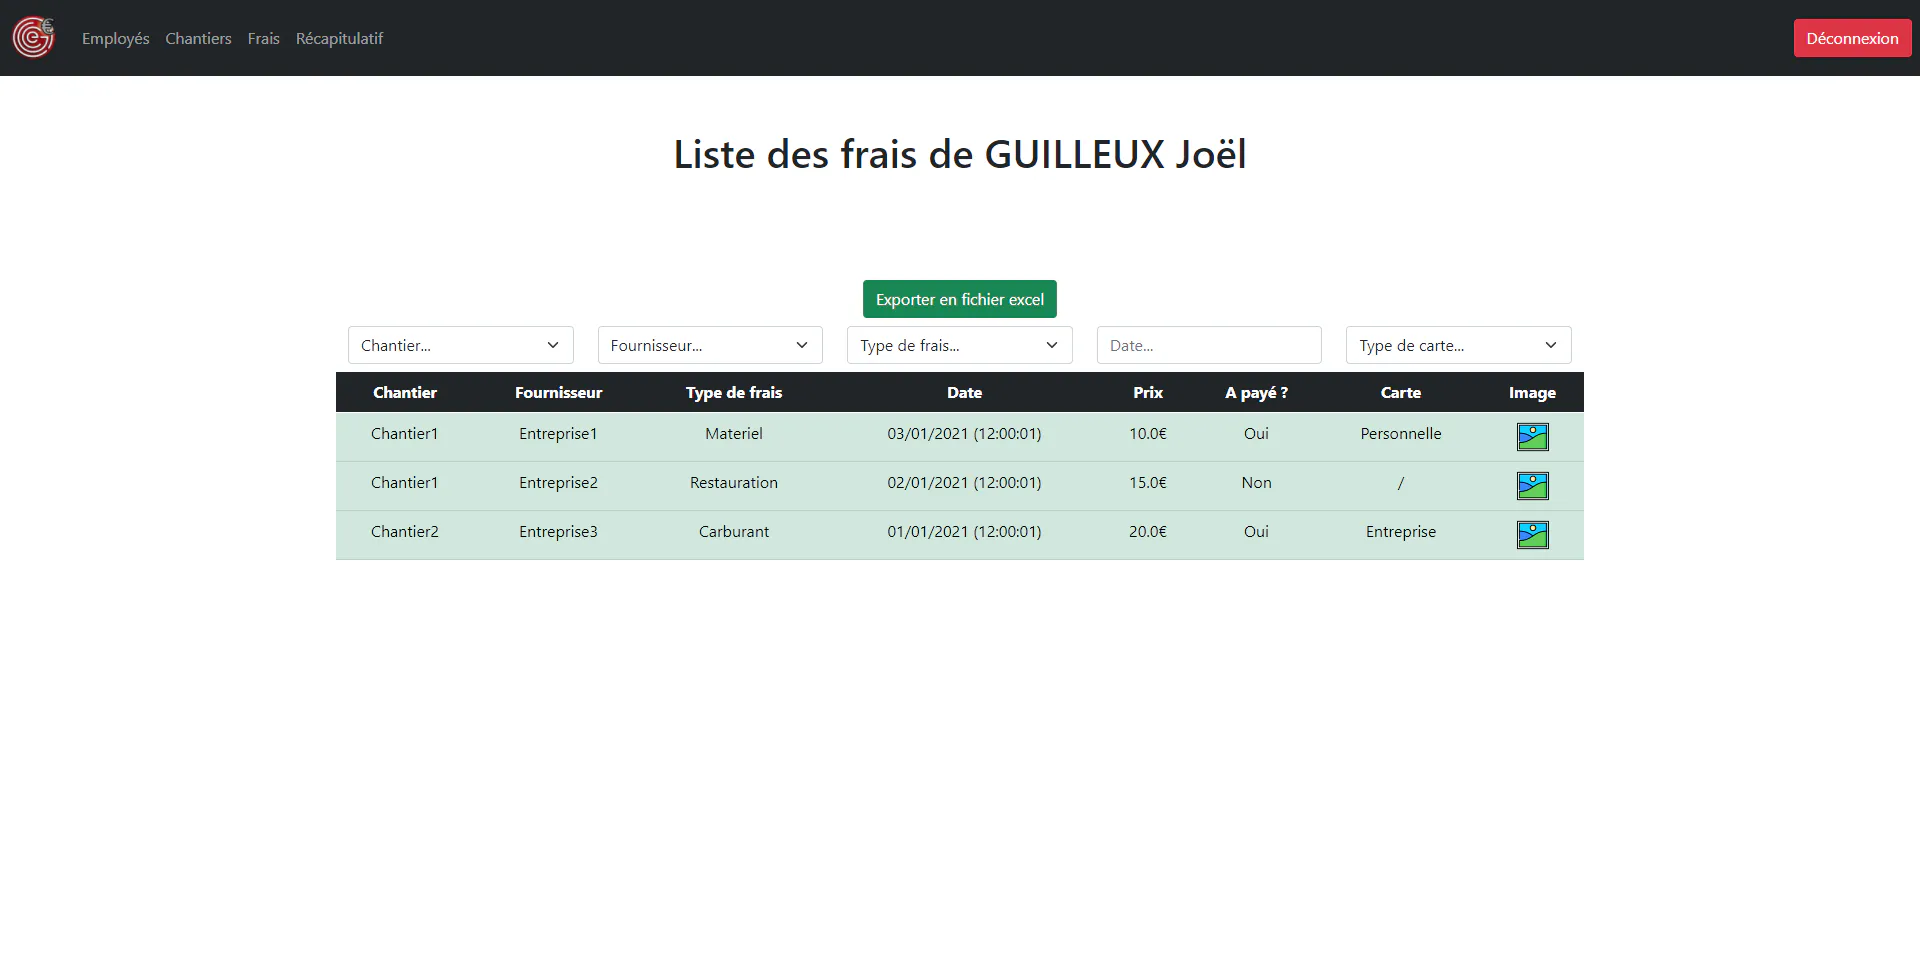 Employés Chantiers Frais Récapitulatif Déconnexion
Liste des frais de GUILLEUX Joël
Exporter en fichier excel
Chantier... Fournisseur... Type de frais... Date... Type de carte...
Chantier Fournisseur Type de frais Date Prix A payé ? Carte Image
Chantier1 Entreprise1 Materiel 03/01/2021 (12:00:01) 10.0€ Oui Personnelle
Chantier1 Entreprise2 Restauration 02/01/2021 (12:00:01) 15.0€ Non /
Chantier2 Entreprise3 Carburant 01/01/2021 (12:00:01) 20.0€ Oui Entreprise